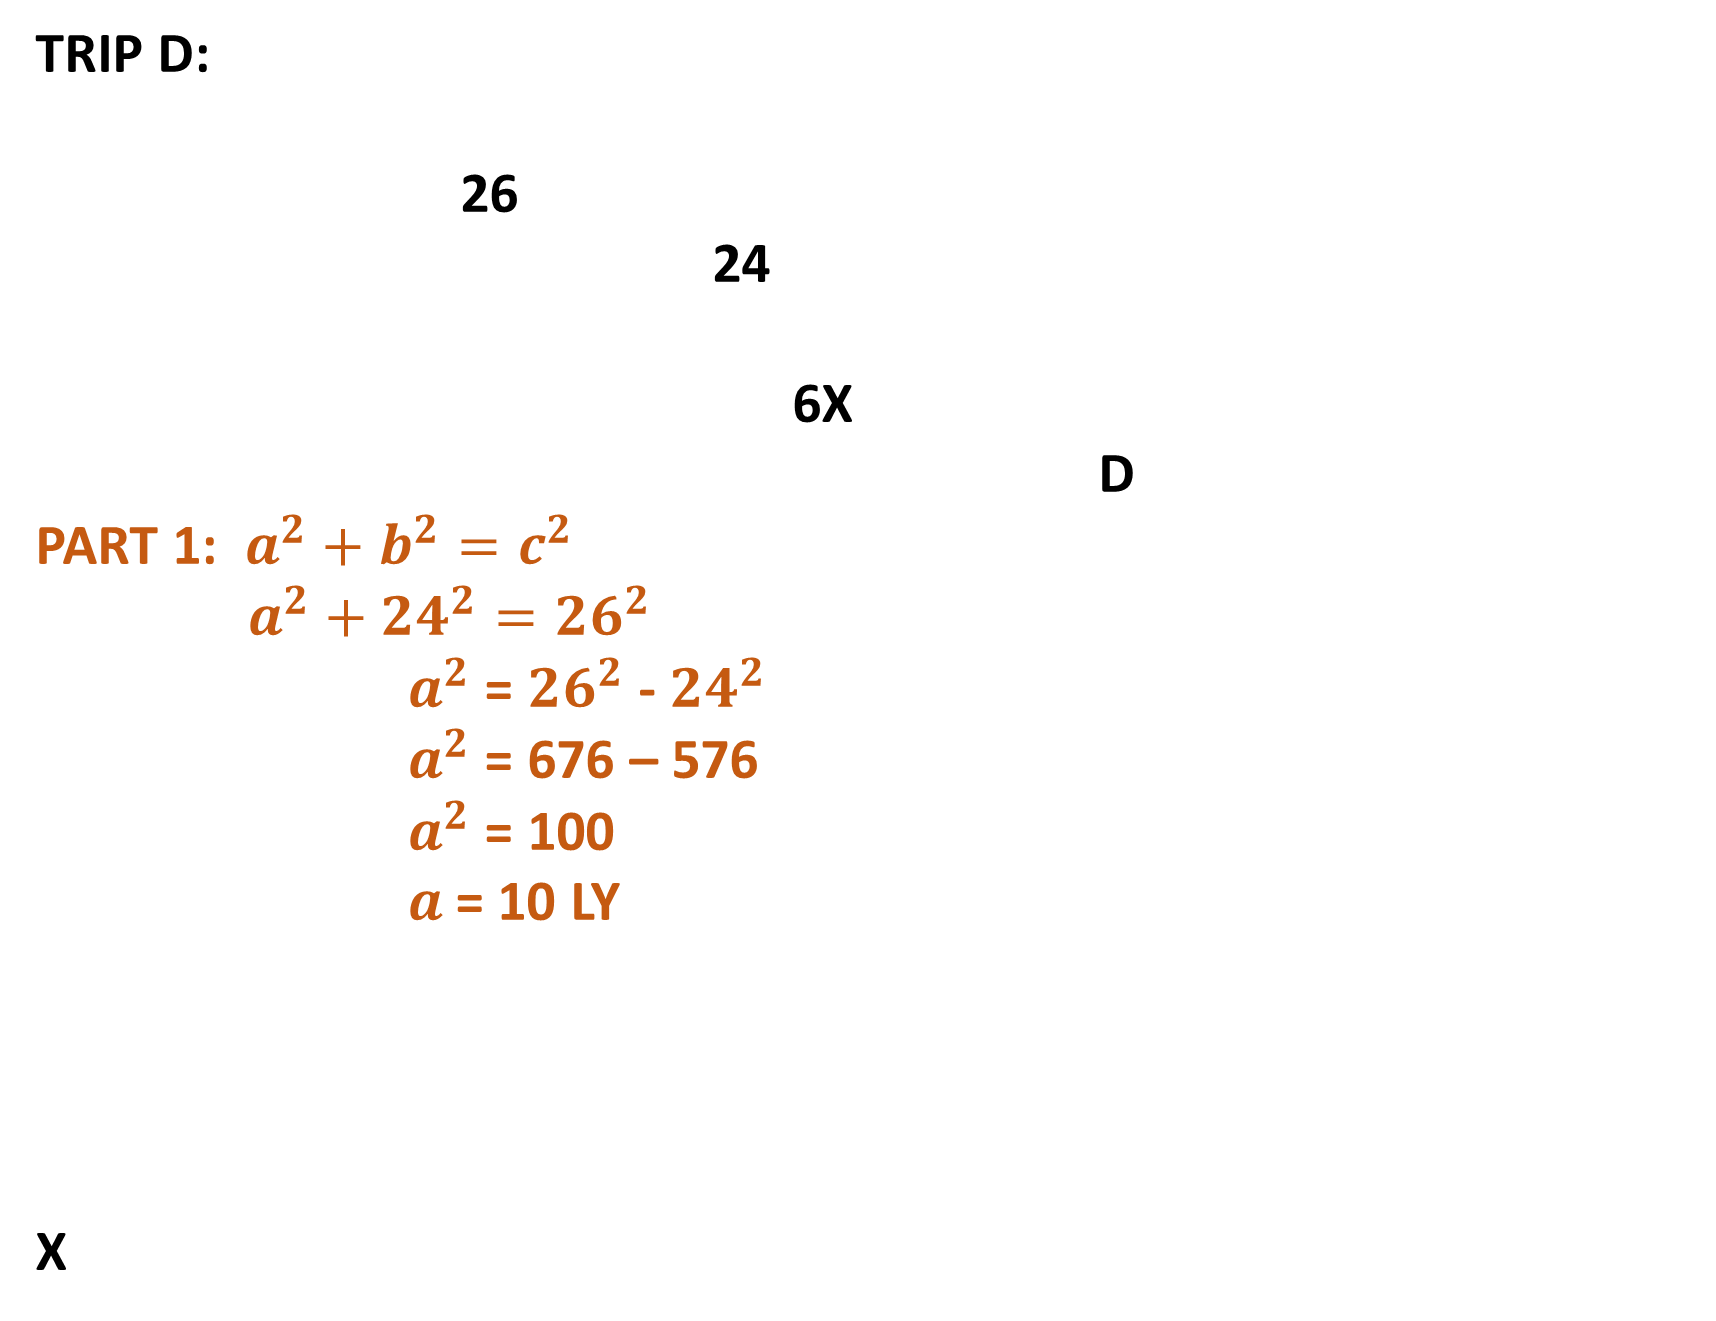 TRIP D:
26
24
6X
D
PART 1: a² + b² = c²
a² + 24² = 26²
a² = 26² - 24²
a² = 676 – 576
a² = 100
a = 10 LY
X